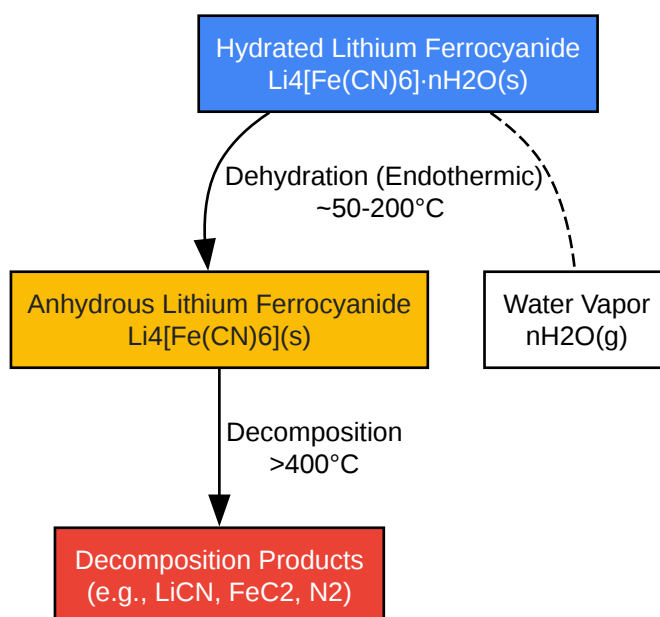 Hydrated Lithium Ferrocyanide
Li4[Fe(CN)6]·nH2O(s)
Dehydration (Endothermic)
~50-200°C
Anhydrous Lithium Ferrocyanide
Li4[Fe(CN)6](s)
Water Vapor
nH2O(g)
Decomposition
>400°C
Decomposition Products
(e.g., LiCN, FeC2, N2)